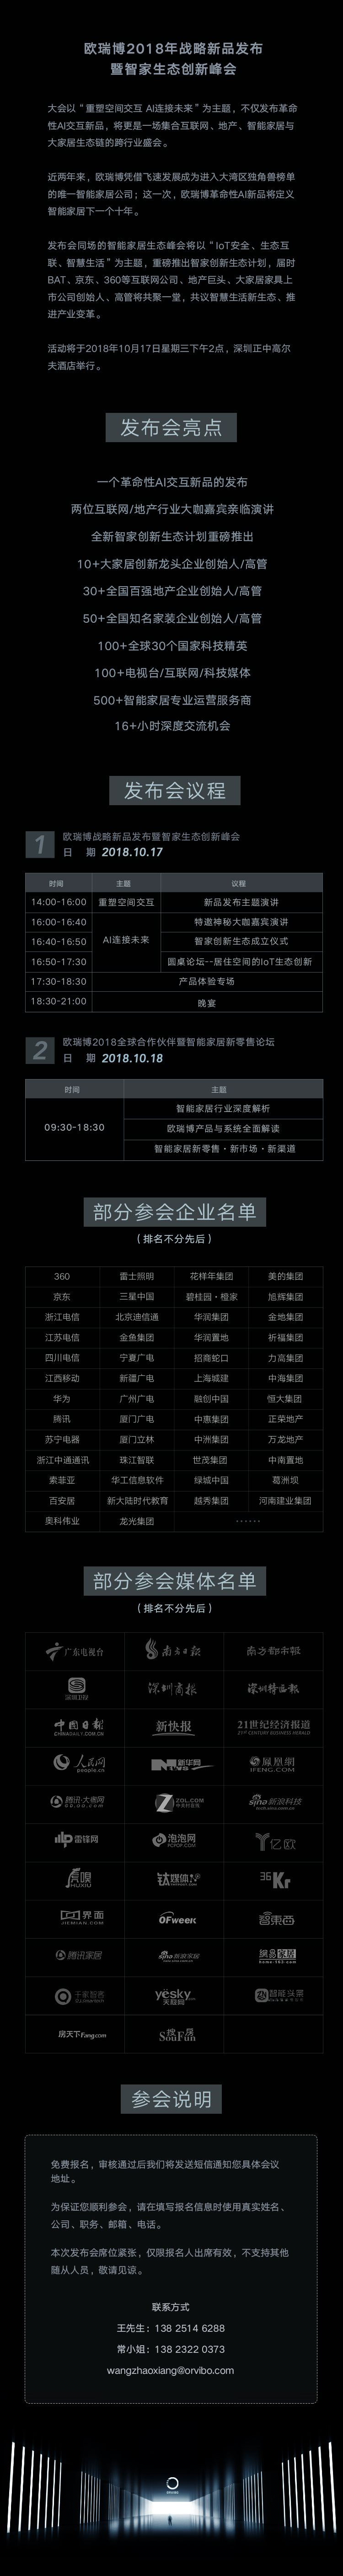 欧瑞博2018年战略新品发布
暨智家生态创新峰会
大会以“重塑空间交互 AI连接未来”为主题，不仅发布革命
性AI交互新品，将更是一场集合互联网、地产、智能家居与
大家居生态链的跨行业盛会。
近两年来，欧瑞博凭借飞速发展成为进入大湾区独角兽榜单
的唯一智能家居公司；这一次，欧瑞博革命性AI新品将定义
智能家居下一个十年。
发布会同场的智能家居生态峰会将以“IoT安全、生态互
联、智慧生活”为主题，重磅推出智家创新生态计划，届时
BAT、京东、360等互联网公司、地产巨头、大家居家具上
市公司创始人、高管将共聚一堂，共议智慧生活新生态、推
进产业变革。
活动将于2018年10月17日星期三下午2点，深圳正中高尔
夫酒店举行。
发布会亮点
一个革命性AI交互新品的发布
两位互联网/地产行业大咖嘉宾亲临演讲
全新智家创新生态计划重磅推出
10+大家居创新龙头企业创始人/高管
30+全国百强地产企业创始人/高管
50+全国知名家装企业创始人/高管
100+全球30个国家科技精英
100+电视台/互联网/科技媒体
500+智能家居专业运营服务商
16+小时深度交流机会
发布会议程
1 欧瑞博战略新品发布暨智家生态创新峰会
日 期 2018.10.17
时间 主题 议程
14:00-16:00 重塑空间交互 新品发布主题演讲
16:00-16:40 特邀神秘大咖嘉宾演讲
16:40-16:50 AI连接未来 智家创新生态成立仪式
16:50-17:30 圆桌论坛--居住空间的IoT生态创新
17:30-18:30 产品体验专场
18:30-21:00 晚宴
2 欧瑞博2018全球合作伙伴暨智能家居新零售论坛
日 期 2018.10.18
时间 主题
智能家居行业深度解析
09:30-18:30 欧瑞博产品与系统全面解读
智能家居新零售·新市场·新渠道
部分参会企业名单
（排名不分先后）
360 雷士照明 花样年集团 美的集团
京东 三星中国 碧桂园·橙家 旭辉集团
浙江电信 北京迪信通 华润集团 金地集团
江苏电信 金鱼集团 华润置地 祈福集团
四川电信 宁夏广电 招商蛇口 力高集团
江西移动 新疆广电 上海城建 中海集团
华为 广州广电 融创中国 恒大集团
腾讯 厦门广电 中惠集团 正荣地产
苏宁电器 厦门立林 中洲集团 万龙地产
浙江中通通讯 珠江智联 世茂集团 中南置地
索菲亚 华工信息软件 绿城中国 葛洲坝
百安居 新大陆时代教育 越秀集团 河南建业集团
奥科伟业 龙光集团 ······
部分参会媒体名单
（排名不分先后）
广东电视台 南方日报 南方都市报
深圳卫视 深圳商报 深圳特区报
中国日报 CHINADAILY.COM.CN 新快报 21世纪经济报道 21ST CENTURY BUSINESS HERALD
人民网 people.cn 新华网 NEWS 鳳凰網 IFENG.COM
腾讯·大粤网 gd.qq.com ZOL.COM 中关村在线 sina新浪科技 tech.sina.com.cn
雷锋网 泡泡网 PCPOP.COM 亿欧
虎嗅 HUXIU 钛媒体 36Kr
界面 JIEMIAN.COM OFweek 智東西
腾讯家居 sina新浪家居 網易家居 home.163.com
千家智客 yesky 天极网 智能头条
房天下Fang.com 搜房 SouFun
参会说明
免费报名，审核通过后我们将发送短信通知您具体会议
地址。
为保证您顺利参会，请在填写报名信息时使用真实姓名、
公司、职务、邮箱、电话。
本次发布会席位紧张，仅限报名人出席有效，不支持其他
随从人员，敬请见谅。
联系方式
王先生：138 2514 6288
常小姐：138 2322 0373
wangzhaoxiang@orvibo.com
orvibo